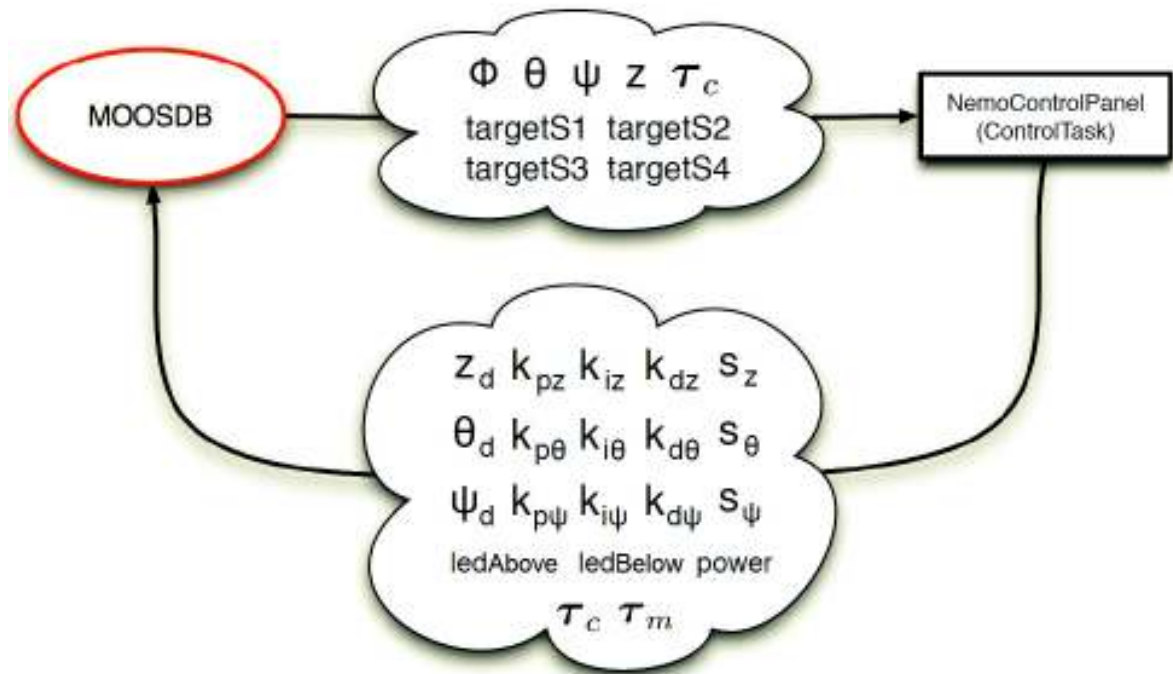 MOOSDB
Φ θ ψ z τc
targetS1 targetS2
targetS3 targetS4
NemoControlPanel
(ControlTask)
zd kpz kiz kdz sz
θd kpθ kiθ kdθ sθ
ψd kpψ kiψ kdψ sψ
ledAbove ledBelow power
τc τm